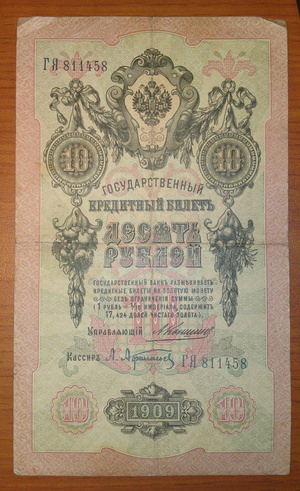 ГЯ 811458
10 10
ГОСУДАРСТВЕННЫЙ
КРЕДИТНЫЙ БИЛЕТЪ
ДЕСЯТЬ
РУБЛЕЙ
ГОСУДАРСТВЕННЫЙ БАНКЪ РАЗМѢНИВАЕТЪ
КРЕДИТНЫЕ БИЛЕТЫ НА ЗОЛОТУЮ МОНЕТУ
БЕЗЪ ОГРАНИЧЕНІЯ СУММЫ
(1 РУБЛЬ = 1/15 ИМПЕРІАЛА, СОДЕРЖИТЪ
17,424 ДОЛЕЙ ЧИСТАГО ЗОЛОТА).
Управляющій
Кассиръ ГЯ 811458
10 1909 10